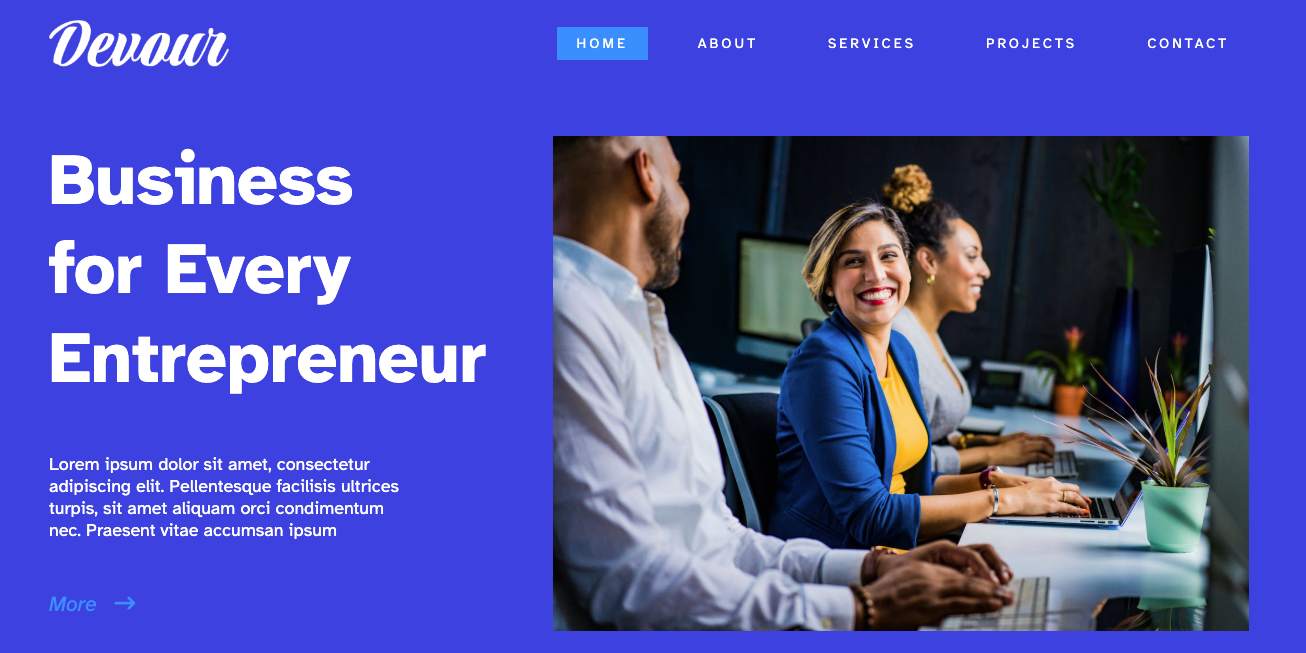 Devour
HOME
ABOUT
SERVICES
PROJECTS
CONTACT
Business
for Every
Entrepreneur
Lorem ipsum dolor sit amet, consectetur
adipiscing elit. Pellentesque facilisis ultrices
turpis, sit amet aliquam orci condimentum
nec. Praesent vitae accumsan ipsum
More →